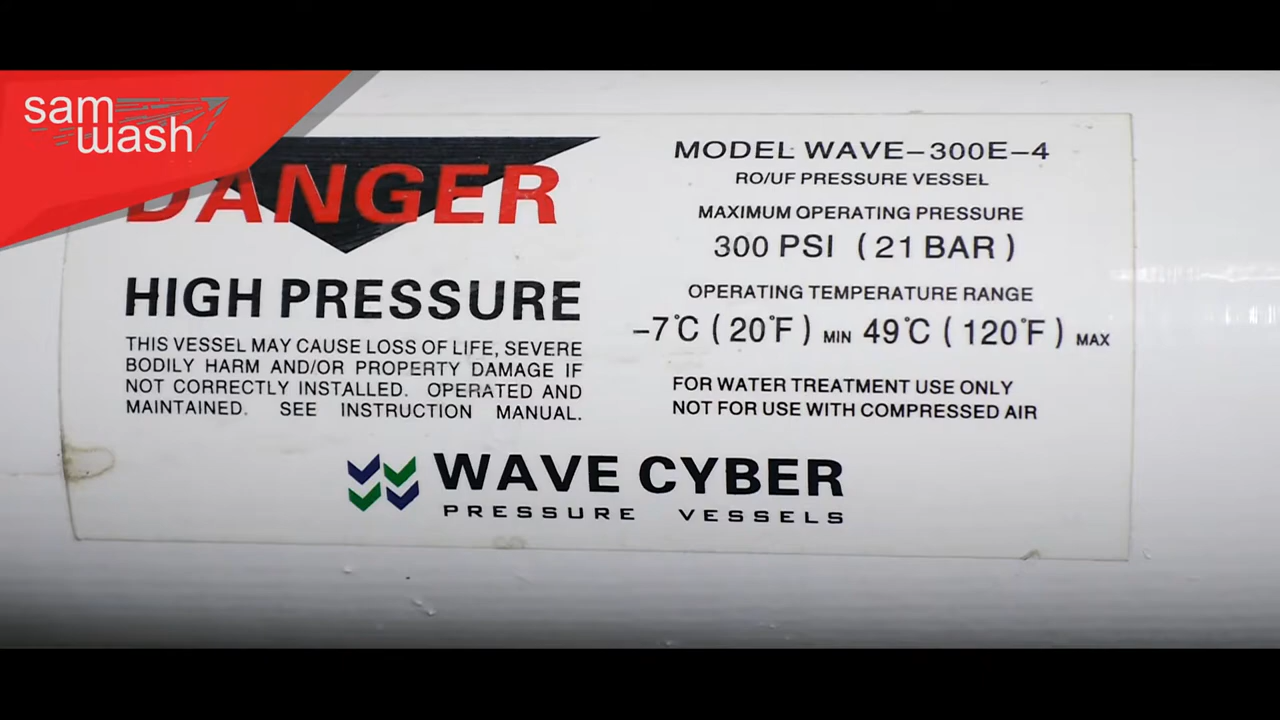 sam
wash
DANGER
HIGH PRESSURE
THIS VESSEL MAY CAUSE LOSS OF LIFE, SEVERE
BODILY HARM AND/OR PROPERTY DAMAGE IF
NOT CORRECTLY INSTALLED. OPERATED AND
MAINTAINED. SEE INSTRUCTION MANUAL.
MODEL WAVE-300E-4
RO/UF PRESSURE VESSEL
MAXIMUM OPERATING PRESSURE
300 PSI (21 BAR)
OPERATING TEMPERATURE RANGE
-7°C (20°F) MIN 49°C (120°F) MAX
FOR WATER TREATMENT USE ONLY
NOT FOR USE WITH COMPRESSED AIR
WAVE CYBER
PRESSURE VESSELS